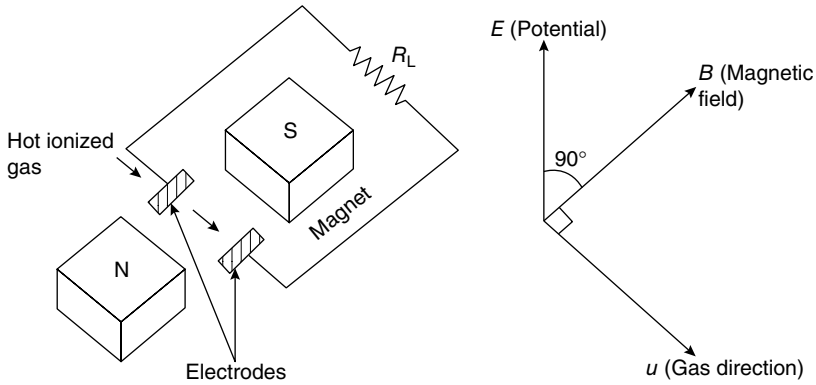 E (Potential)
R_L
B (Magnetic
field)
Hot ionized
gas
S
90°
Magnet
N
Electrodes
u (Gas direction)